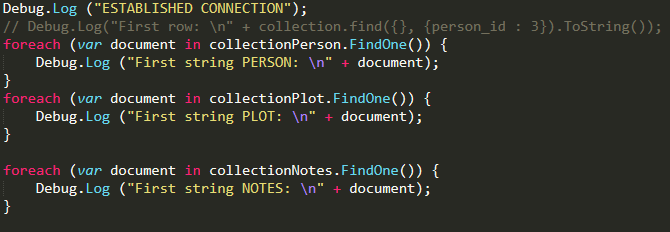 Debug.Log ("ESTABLISHED CONNECTION");
// Debug.Log("First row: \n" + collection.find({}, {person_id : 3}).ToString());
foreach (var document in collectionPerson.FindOne()) {
    Debug.Log ("First string PERSON: \n" + document);
}
foreach (var document in collectionPlot.FindOne()) {
    Debug.Log ("First string PLOT: \n" + document);
}

foreach (var document in collectionNotes.FindOne()) {
    Debug.Log ("First string NOTES: \n" + document);
}